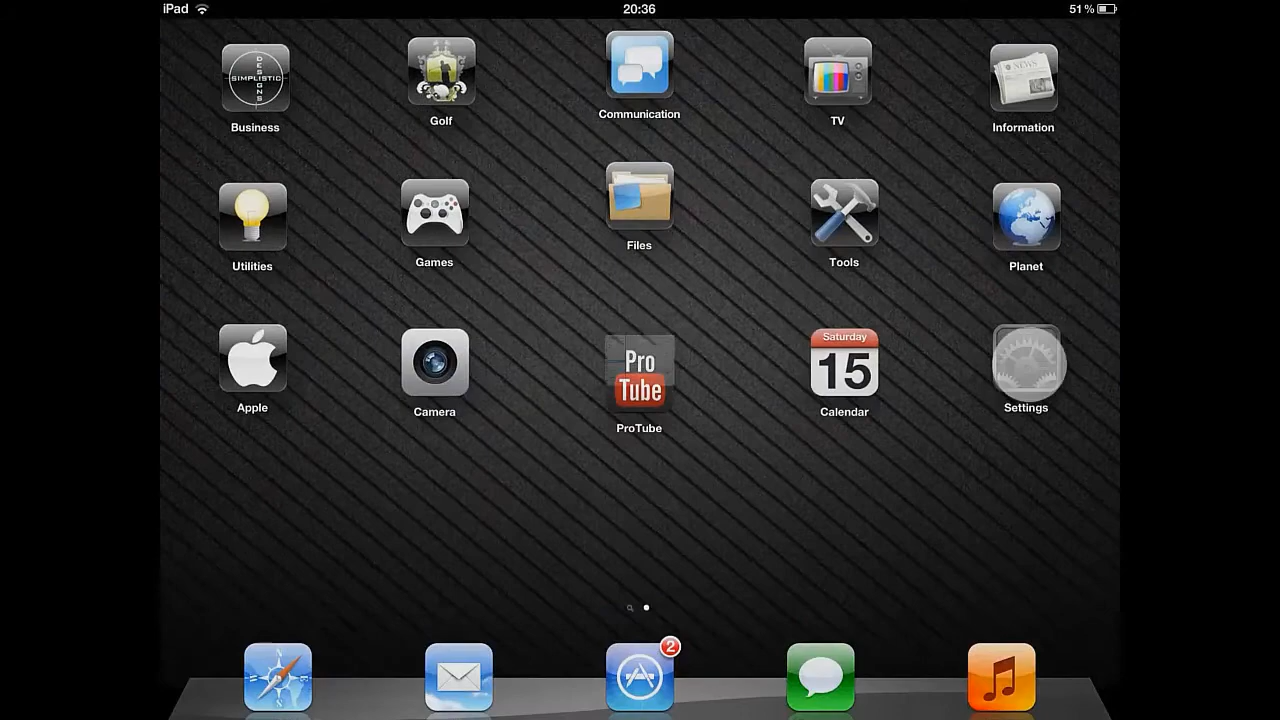 iPad
20:36
51%
DESIGNS
SIMPLISTIC
NEWS
Business
Golf
Communication
TV
Information
Utilities
Games
Files
Tools
Planet
Pro
Tube
Saturday
15
Apple
Camera
ProTube
Calendar
Settings
2
N